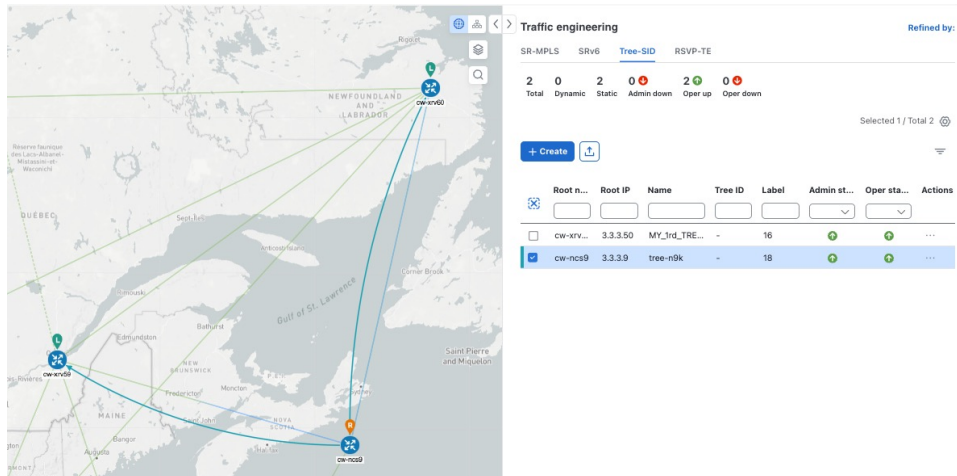 Traffic engineering
Refined by:
SR-MPLS SRv6 Tree-SID RSVP-TE
2 0 2 0 2 0
Total Dynamic Static Admin down Oper up Oper down
Selected 1 / Total 2
+ Create
Root n... Root IP Name Tree ID Label Admin st... Oper sta... Actions
cw-xrv... 3.3.3.50 MY_1rd_TRE... - 16 ...
cw-ncs9 3.3.3.9 tree-n9k - 18 ...
Rigolet
L
cw-xrv60
NEWFOUNDLAND
AND
LABRADOR
Réserve faunique
des Lacs-Albanel-
Mistassini-et-
Waconichi
QUÉBEC
Sept-Îles
Anticosti Island
Corner Brook
Gulf of St. Lawrence
Rimouski
Bathurst
Edmundston
L
cw-xrv59
Saint Pierre
and Miquelon
NEW
BRUNSWICK
Moncton
Fredericton
Sydney
MAINE
Saint John
NOVA
SCOTIA
R
Bangor
Halifax
Augusta
cw-ncs9